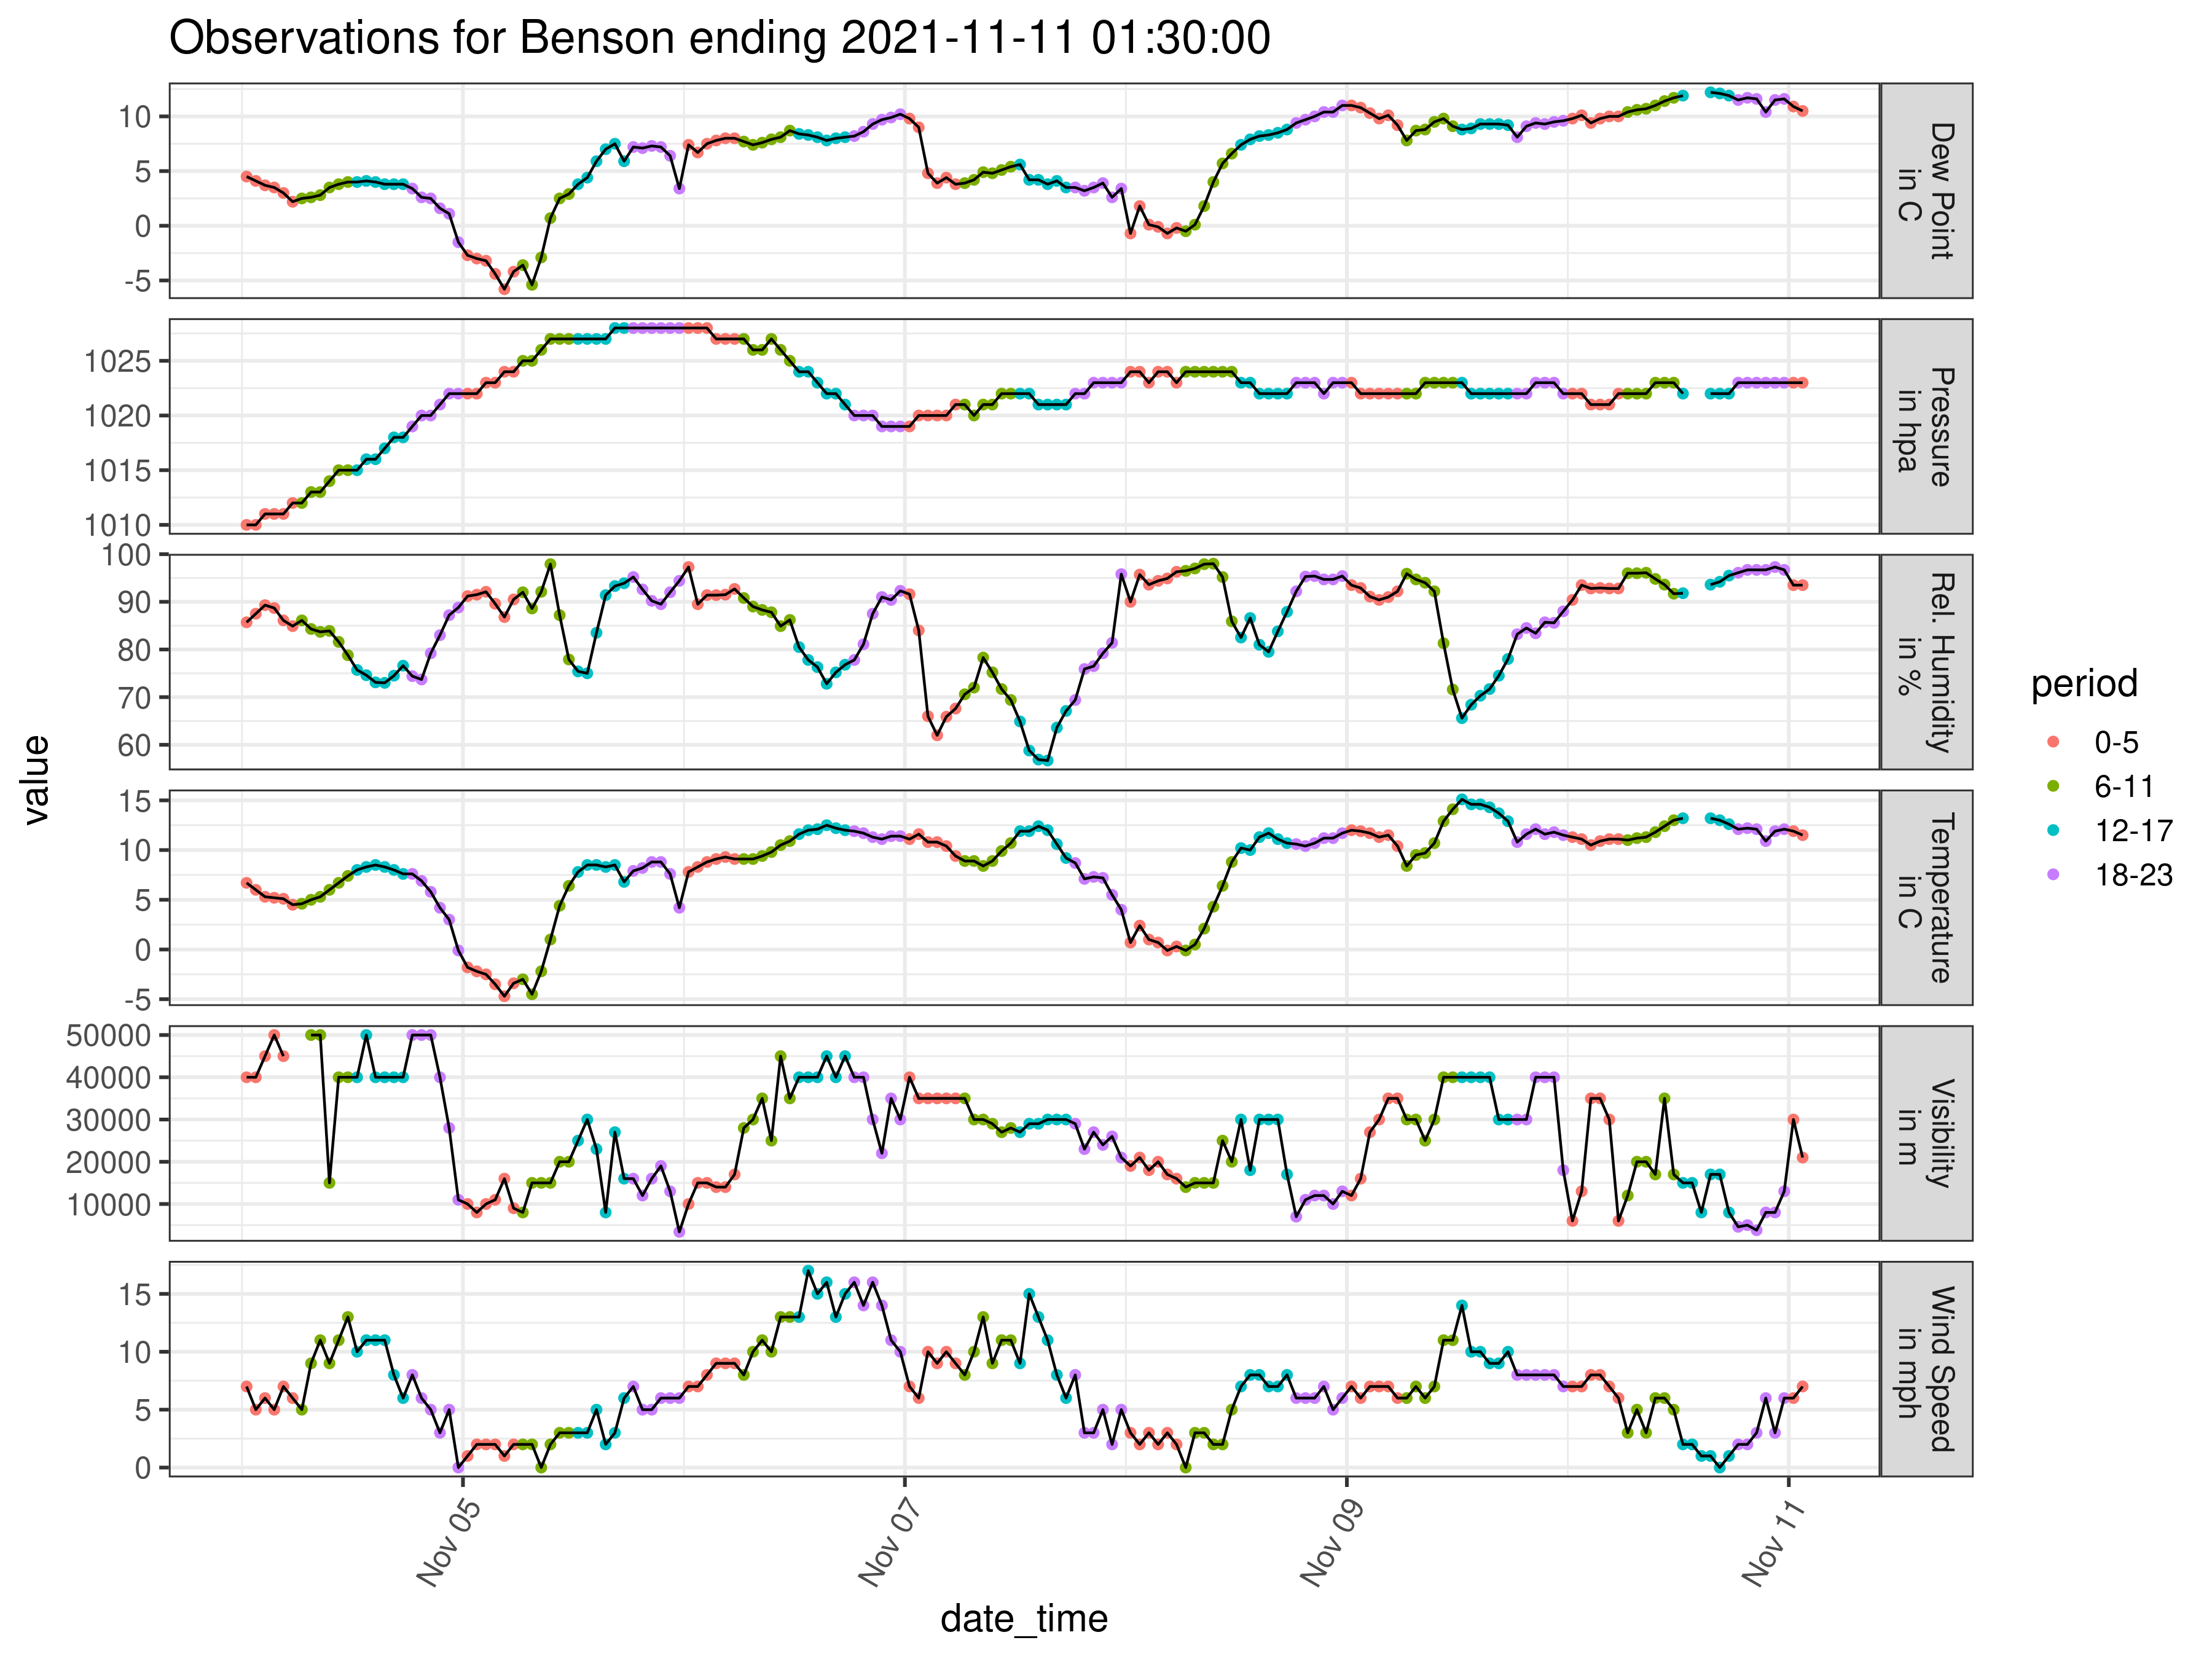 Observations for Benson ending 2021-11-11 01:30:00
value
10
5
0
-5
Dew Point
in C
1025
1020
1015
1010
Pressure
in hpa
100
90
80
70
60
Rel. Humidity
in %
15
10
5
0
-5
Temperature
in C
50000
40000
30000
20000
10000
Visibility
in m
15
10
5
0
Wind Speed
in mph
Nov 05
Nov 07
Nov 09
Nov 11
date_time
period
0-5
6-11
12-17
18-23